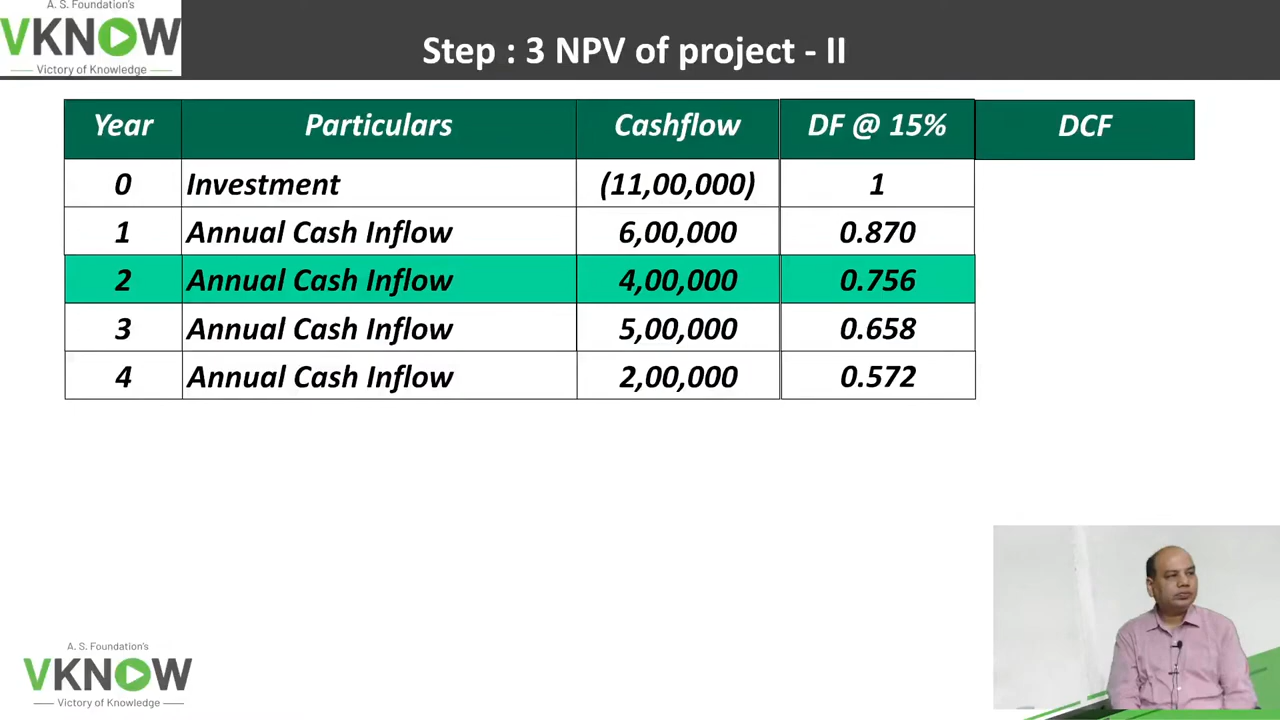 A. S. Foundation's
VKNOW
Victory of Knowledge
Step : 3 NPV of project - II
Year Particulars Cashflow DF @ 15% DCF
0 Investment (11,00,000) 1
1 Annual Cash Inflow 6,00,000 0.870
2 Annual Cash Inflow 4,00,000 0.756
3 Annual Cash Inflow 5,00,000 0.658
4 Annual Cash Inflow 2,00,000 0.572
A. S. Foundation's
VKNOW
Victory of Knowledge